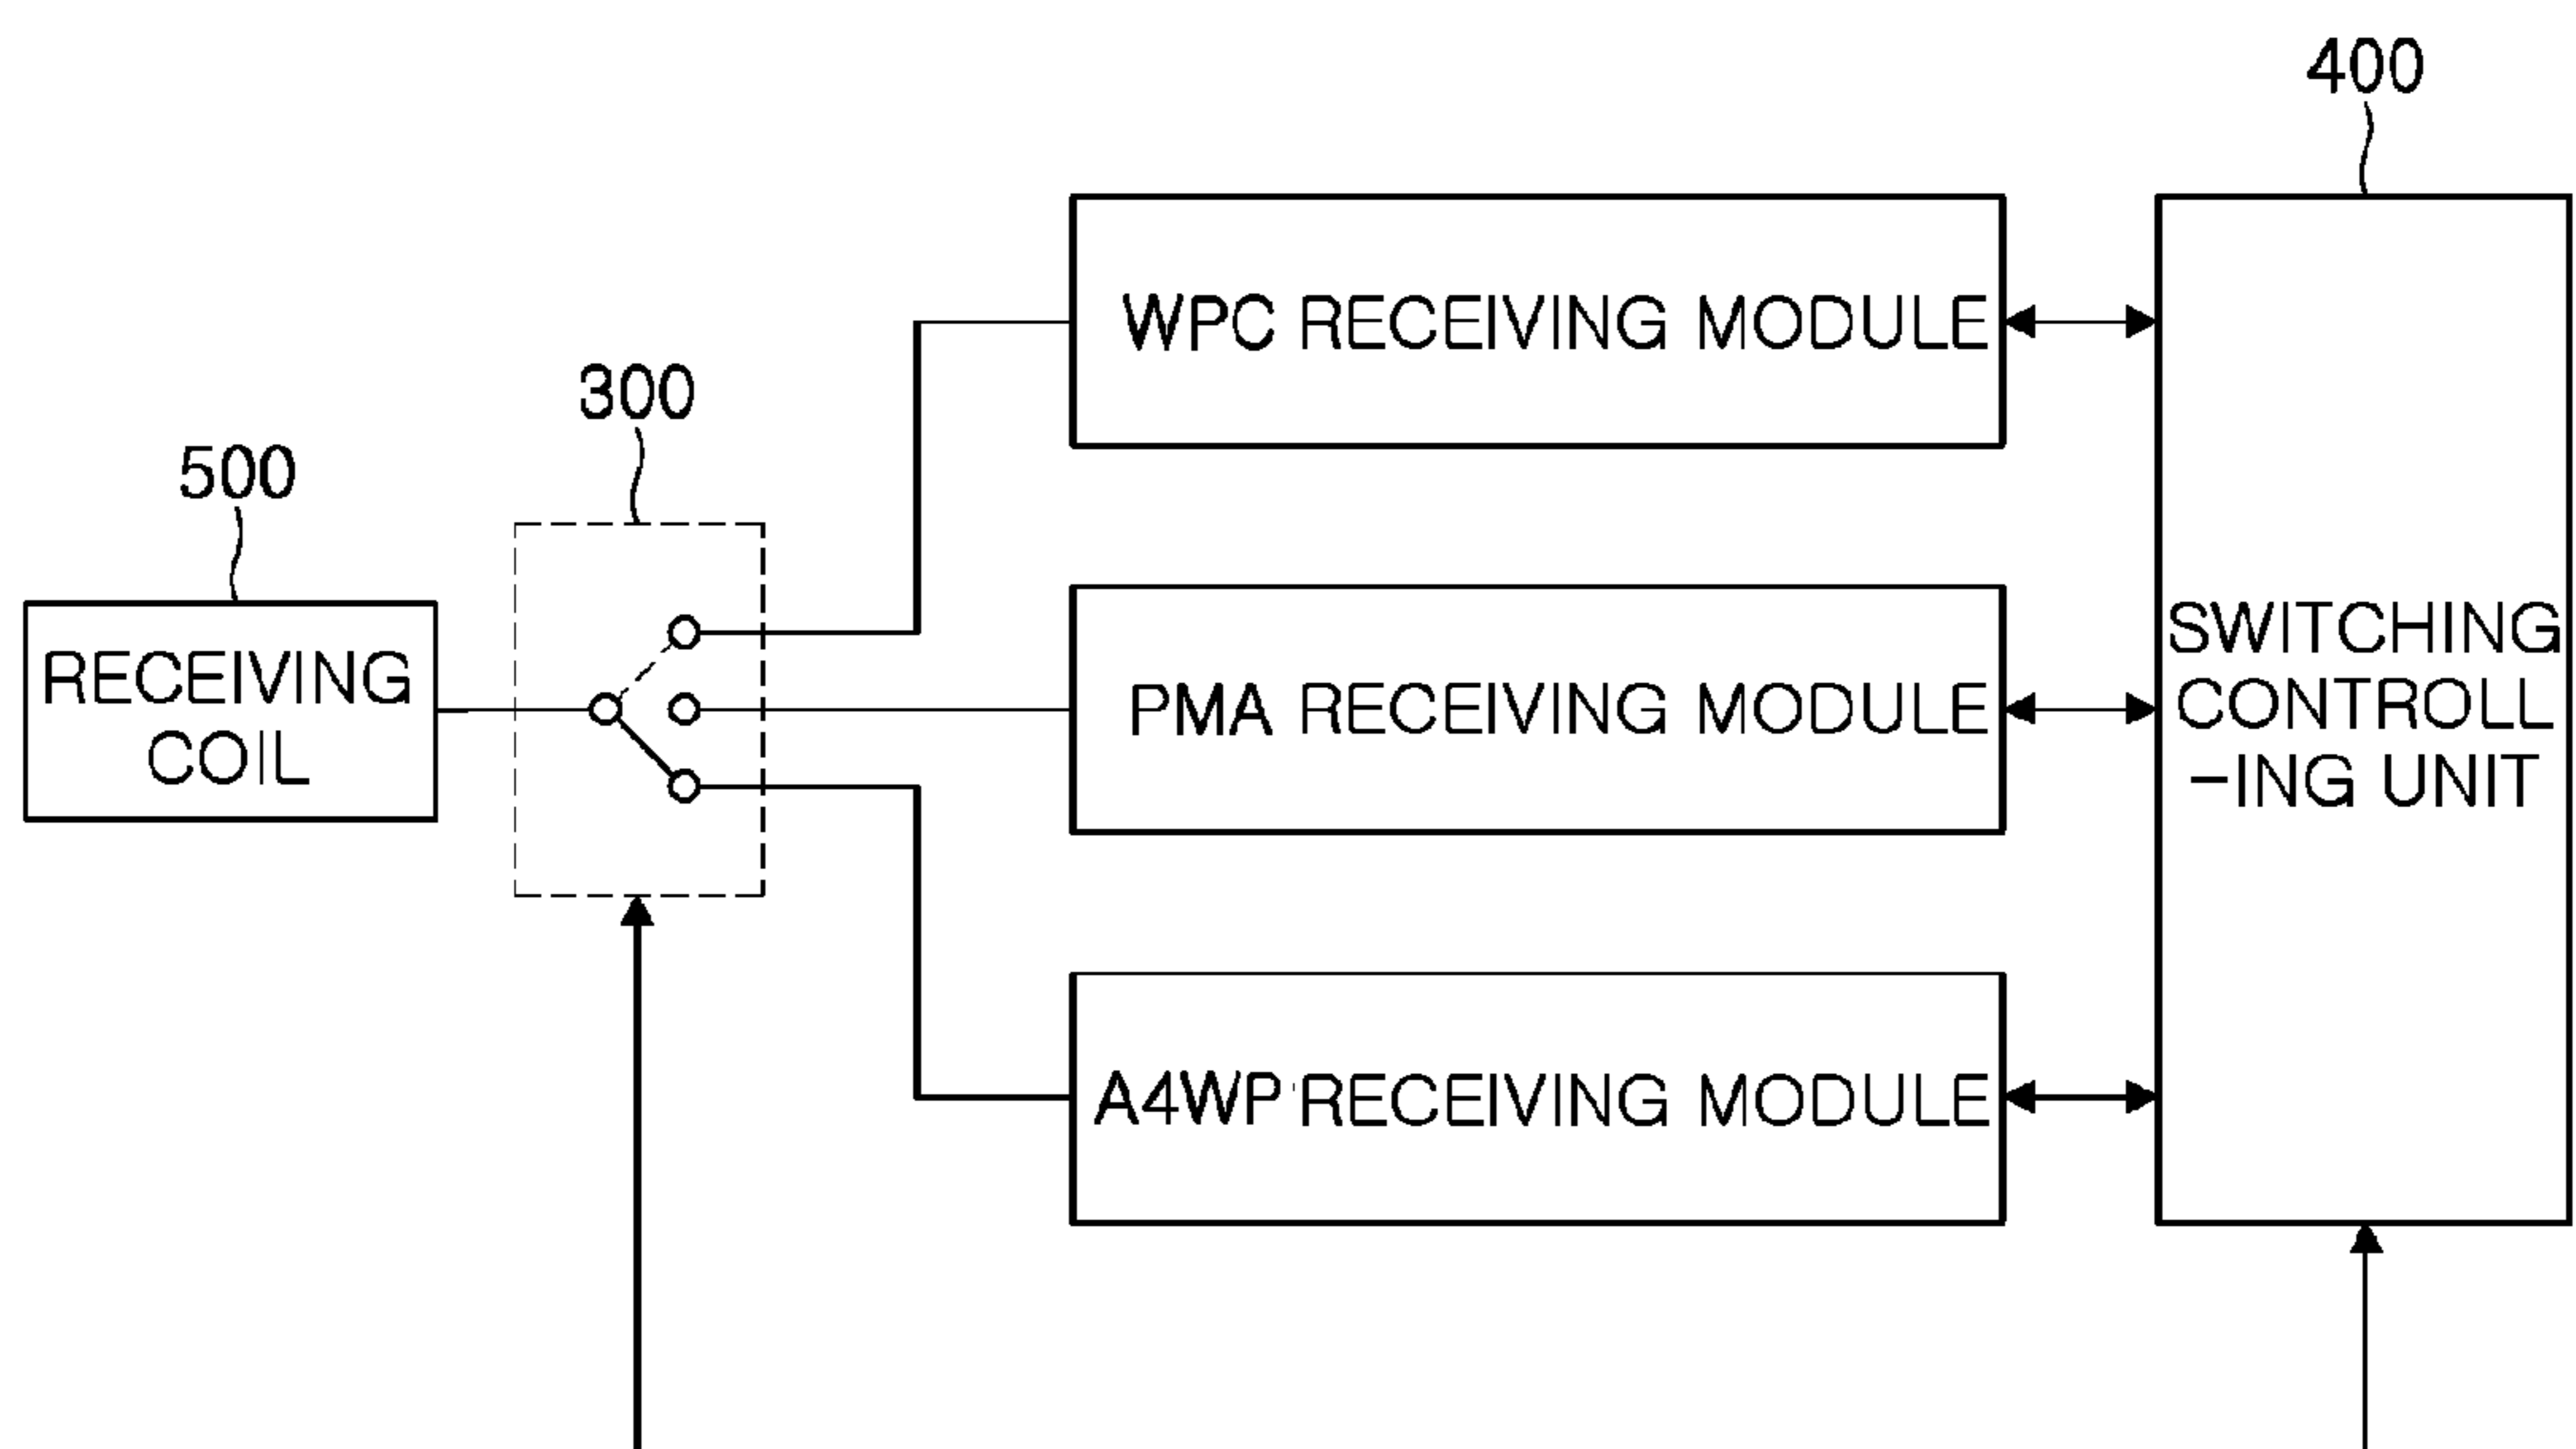 400
WPC RECEIVING MODULE
300
500
RECEIVING
COIL
PMA RECEIVING MODULE
SWITCHING
CONTROLL
-ING UNIT
A4WP RECEIVING MODULE